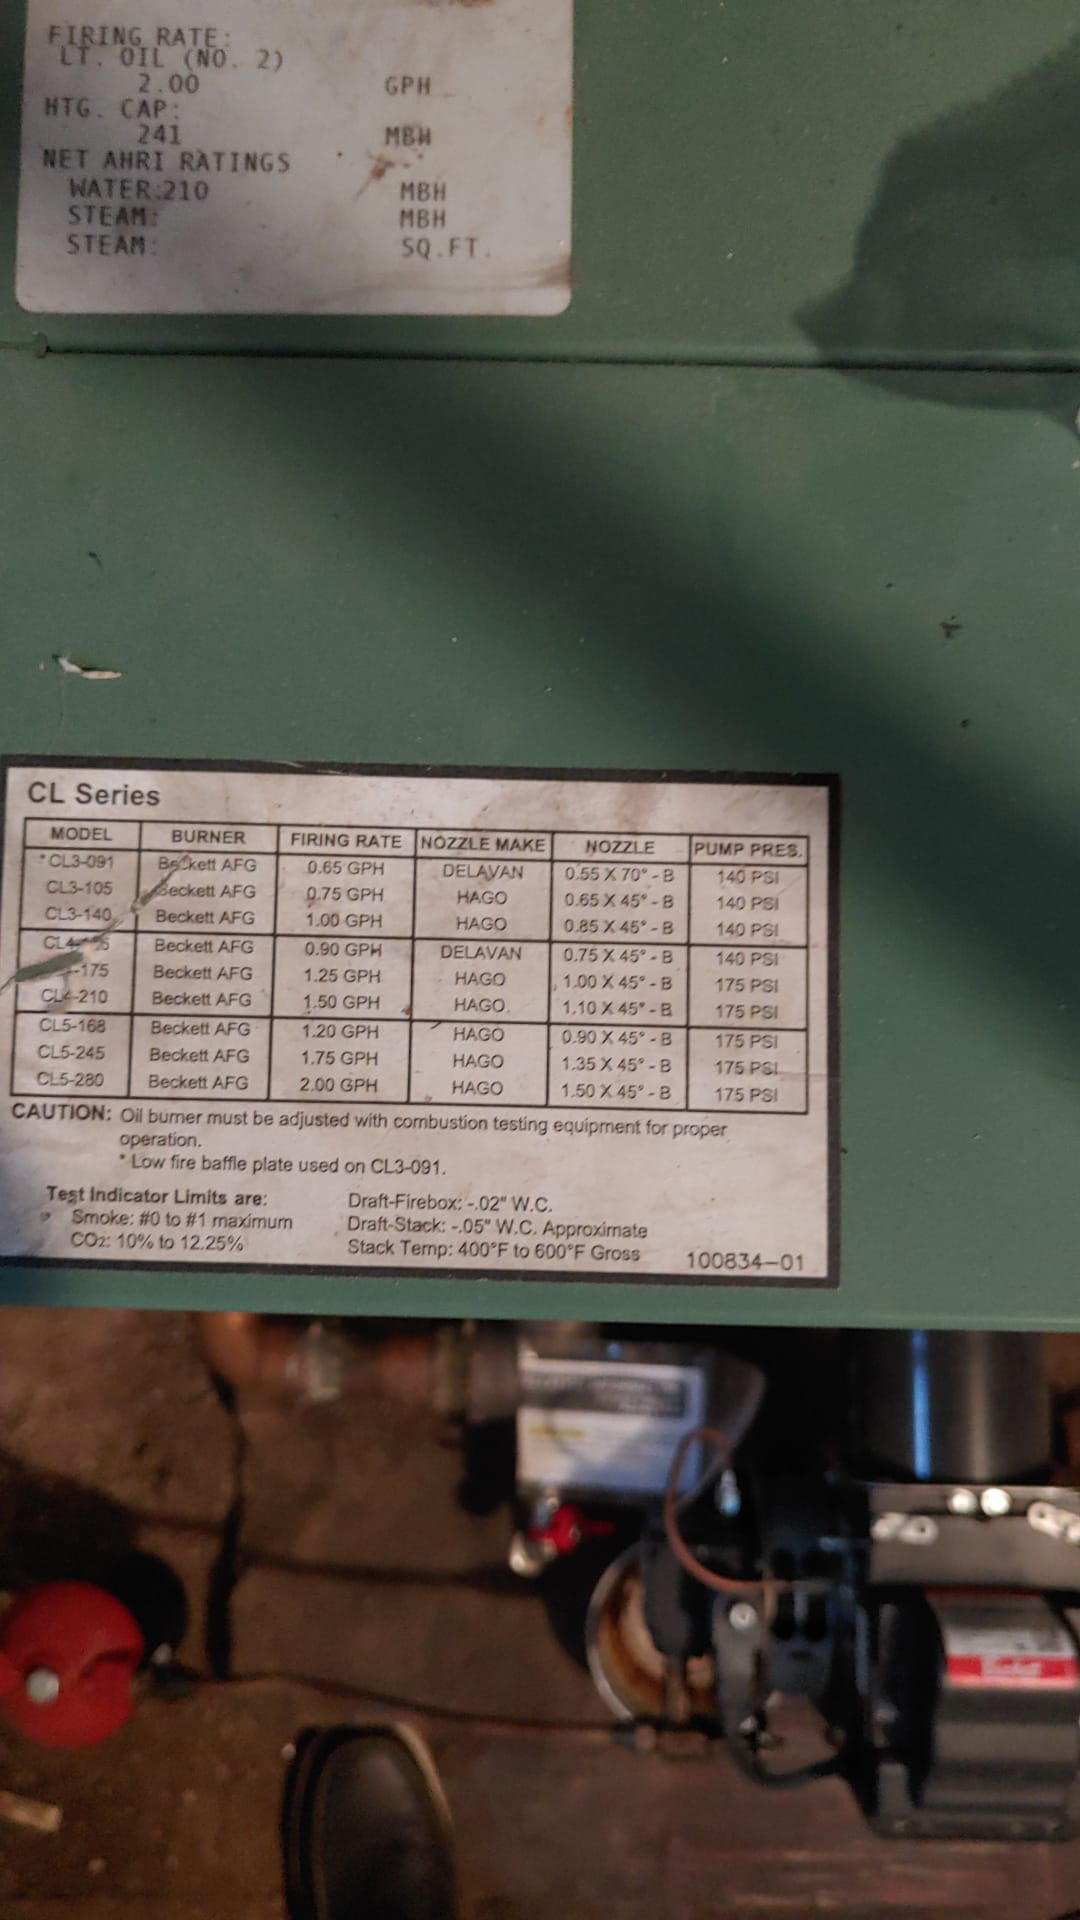 FIRING RATE:
LT. OIL (NO. 2)
2.00 GPH
HTG. CAP:
241 MBH
NET AHRI RATINGS
WATER:210 MBH
STEAM: MBH
STEAM: SQ.FT.
CL Series
MODEL BURNER FIRING RATE NOZZLE MAKE NOZZLE PUMP PRES.
*CL3-091 Beckett AFG 0.65 GPH DELAVAN 0.55 X 70° - B 140 PSI
CL3-105 Beckett AFG 0.75 GPH HAGO 0.65 X 45° - B 140 PSI
CL3-140 Beckett AFG 1.00 GPH HAGO 0.85 X 45° - B 140 PSI
Beckett AFG 0.90 GPH DELAVAN 0.75 X 45° - B 140 PSI
-175 Beckett AFG 1.25 GPH HAGO 1.00 X 45° - B 175 PSI
CL4-210 Beckett AFG 1.50 GPH HAGO 1.10 X 45° - B 175 PSI
CL5-168 Beckett AFG 1.20 GPH HAGO 0.90 X 45° - B 175 PSI
CL5-245 Beckett AFG 1.75 GPH HAGO 1.35 X 45° - B 175 PSI
CL5-280 Beckett AFG 2.00 GPH HAGO 1.50 X 45° - B 175 PSI
CAUTION: Oil burner must be adjusted with combustion testing equipment for proper
operation.
* Low fire baffle plate used on CL3-091.
Test Indicator Limits are: Draft-Firebox: -.02" W.C.
Smoke: #0 to #1 maximum Draft-Stack: -.05" W.C. Approximate
CO2: 10% to 12.25% Stack Temp: 400°F to 600°F Gross 100834-01
Beckett